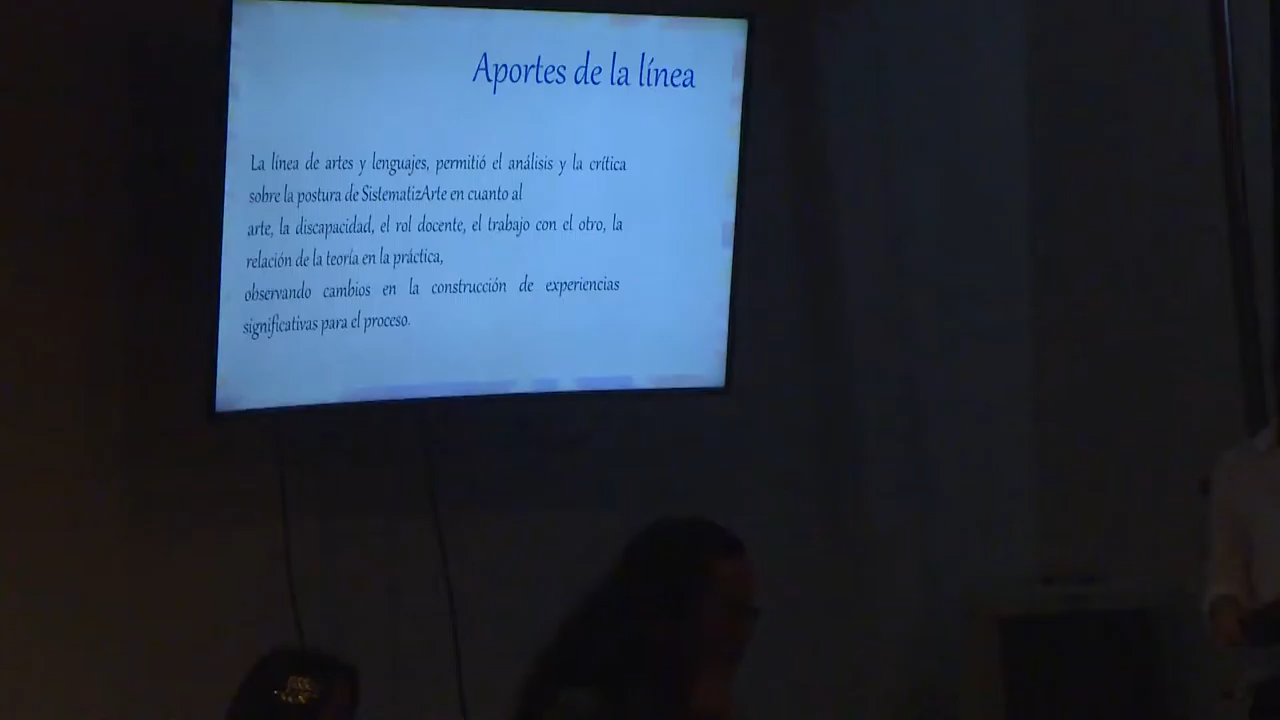 Aportes de la línea
La línea de artes y lenguajes, permitió el análisis y la crítica
sobre la postura de SistematizArte en cuanto al
arte, la discapacidad, el rol docente, el trabajo con el otro, la
relación de la teoría en la práctica,
observando cambios en la construcción de experiencias
significativas para el proceso.